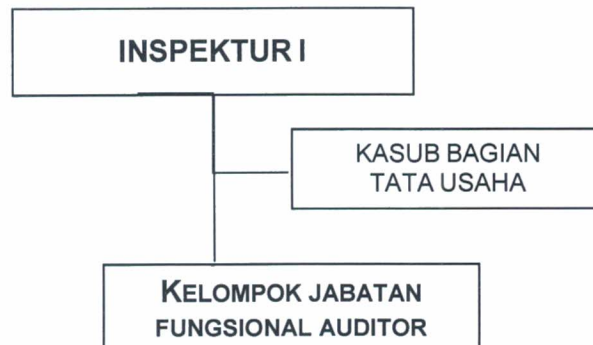 INSPEKTUR I
KASUB BAGIAN
TATA USAHA
KELOMPOK JABATAN
FUNGSIONAL AUDITOR